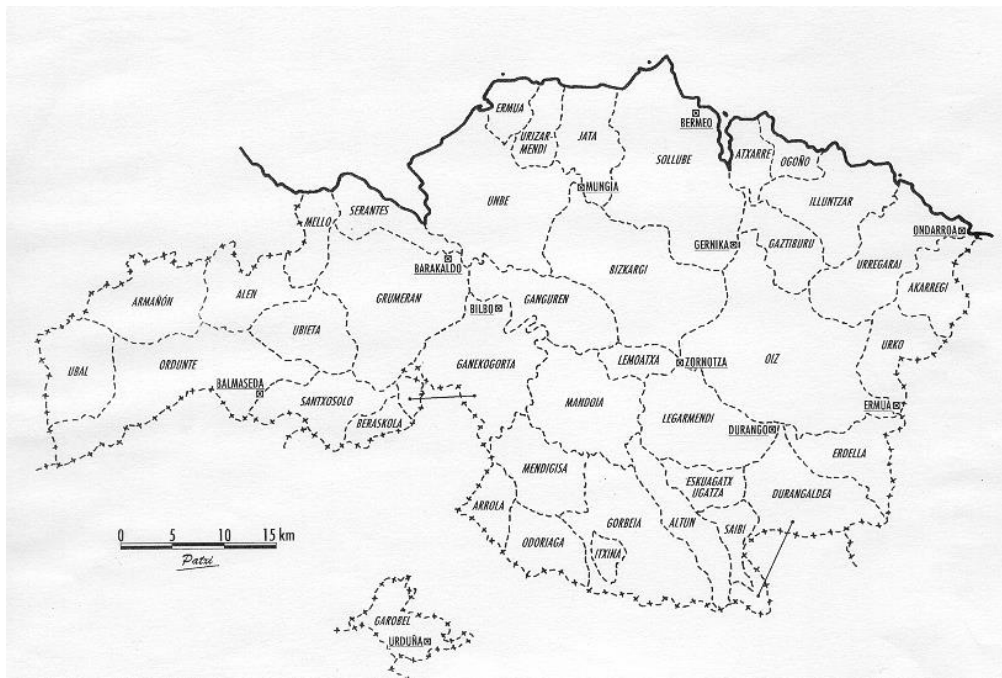 ERMUA
URIZAR-
MENDI
JATA
BERMEO
SOLLUBE
ATXARRE
OGOÑO
MUNGIA
UNBE
ILLUNTZAR
MELLO
SERANTES
ONDARROA
GERNIKA
GAZTIBURU
BARAKALDO
BIZKARGI
URREGARAI
AKARREGI
ARMAÑÓN
ALEN
GRUMERAN
GANGUREN
BILBO
UBIETA
URKO
UBAL
ORDUNTE
GANEKOGORTA
LEMOATXA
ZORNOTZA
OIZ
BALMASEDA
SANTXOSOLO
MANDOIA
ERMUA
BERASKOLA
LEGARMENDI
DURANGO
ERDELLA
MENDIGISA
ESKUAGATX
UGATZA
DURANGALDEA
ARROLA
ODORIAGA
GORBEIA
ALTUN
SAIBI
ITXINA
0 5 10 15 km
Patxi
GAROBEL
URDUÑA